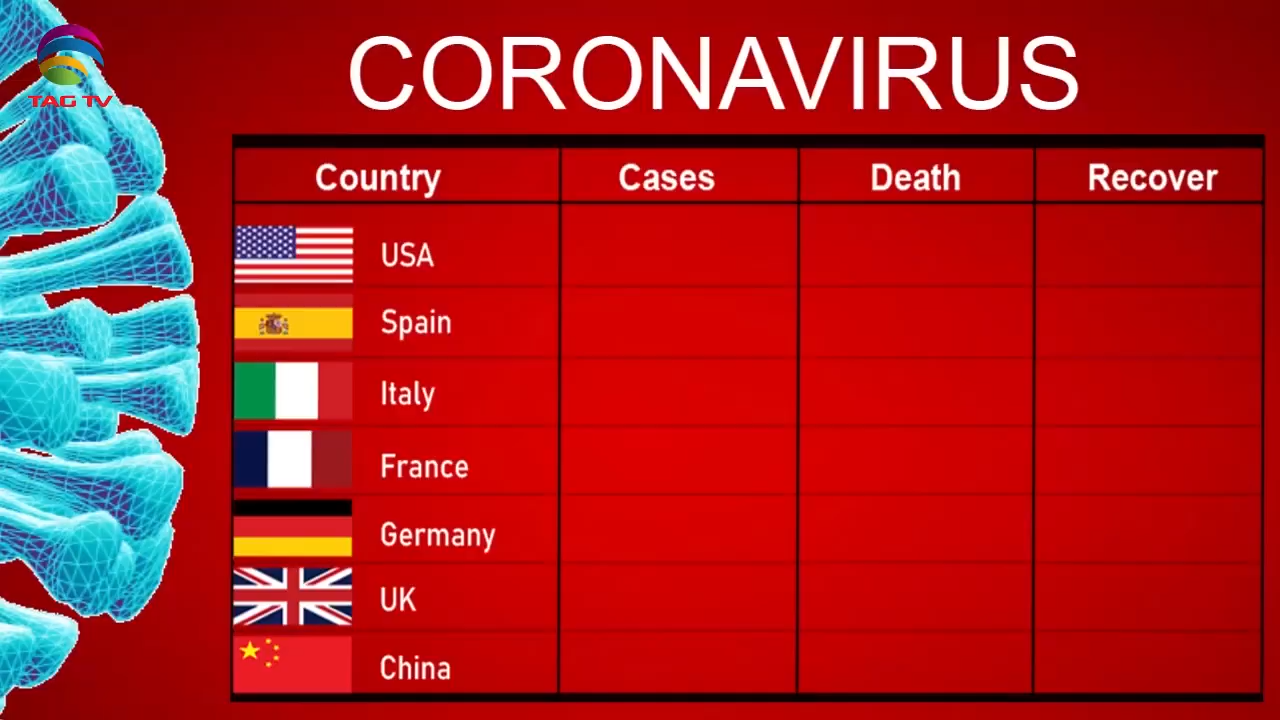 TAG TV
CORONAVIRUS
Country Cases Death Recover
USA
Spain
Italy
France
Germany
UK
China